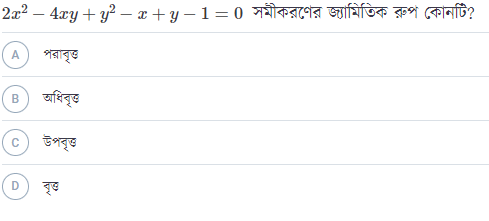 2x² − 4xy + y² − x + y − 1 = 0 সমীকরণের জ্যামিতিক রুপ কোনটি?
A পরাবৃত্ত
B অধিবৃত্ত
C উপবৃত্ত
D বৃত্ত